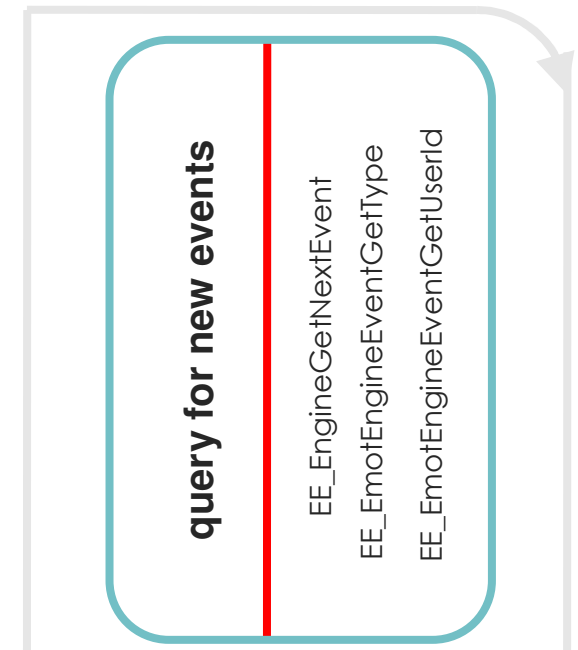 query for new events
EE_EngineGetNextEvent
EE_EmotEngineEventGetType
EE_EmotEngineEventGetUserId